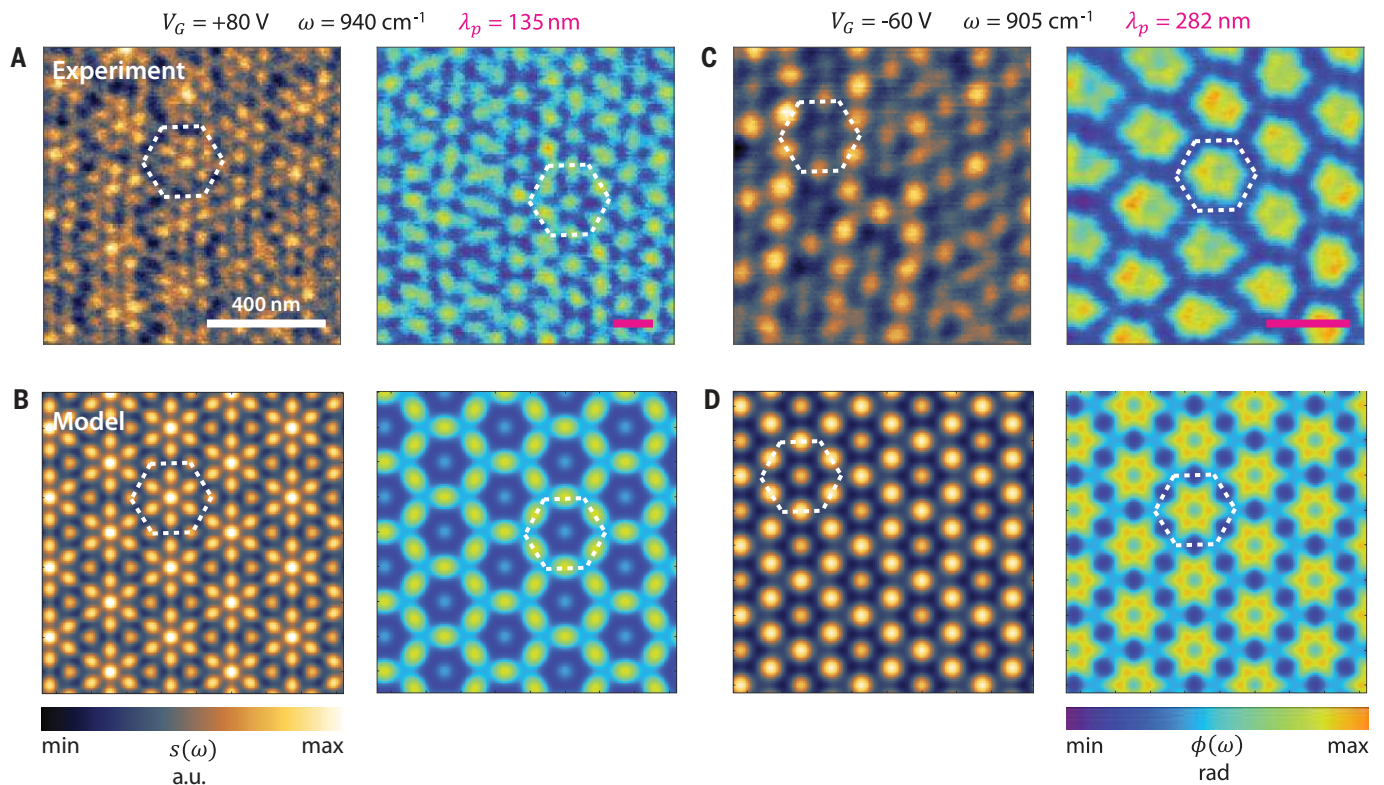 V_G = +80 V ω = 940 cm⁻¹ λ_p = 135 nm
V_G = -60 V ω = 905 cm⁻¹ λ_p = 282 nm
A
Experiment
400 nm
C
B
Model
D
min s(ω) max
a.u.
min ϕ(ω) max
rad